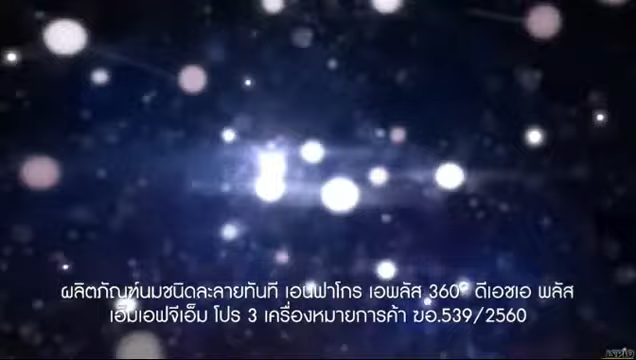 ผลิตภัณฑ์นมชนิดละลายทันที เอนฟาโกร เอพลัส 360° ดีเอชเอ พลัส
เอ็มเอฟจีเอ็ม โปร 3 เครื่องหมายการค้า ฆอ.539/2560